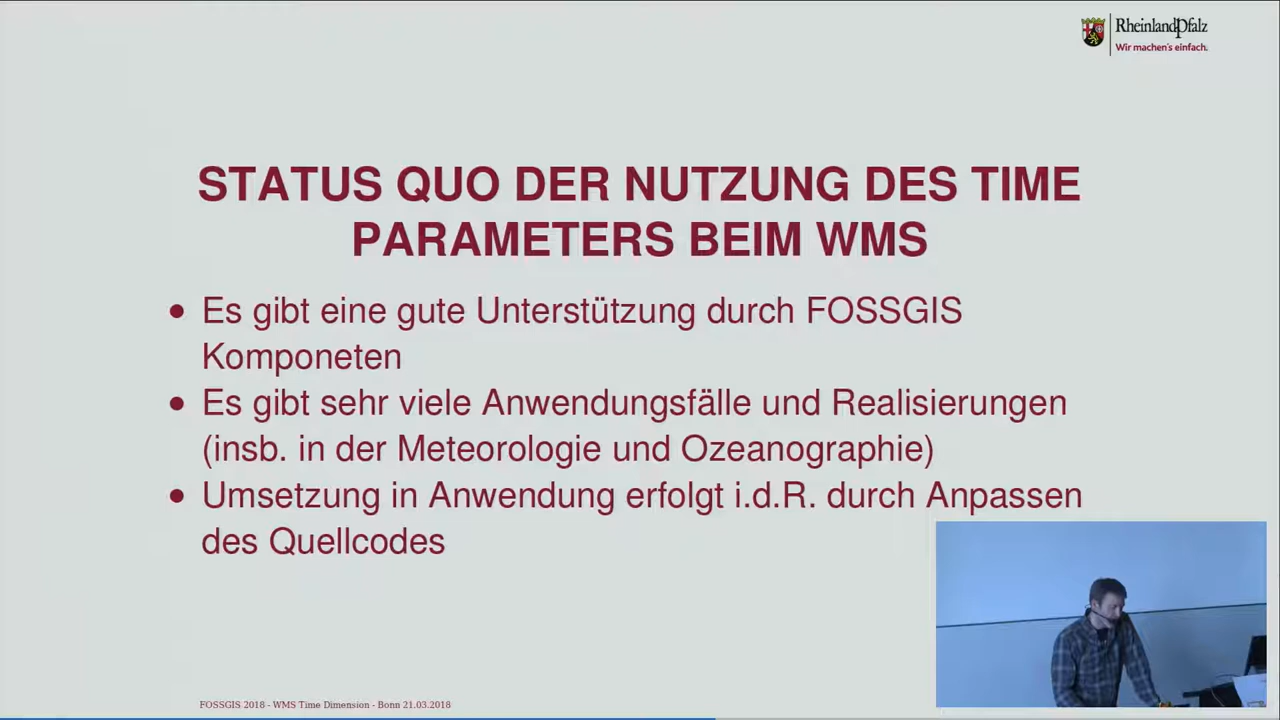 RheinlandPfalz
Wir machen's einfach.
STATUS QUO DER NUTZUNG DES TIME
PARAMETERS BEIM WMS
• Es gibt eine gute Unterstützung durch FOSSGIS
Komponeten
• Es gibt sehr viele Anwendungsfälle und Realisierungen
(insb. in der Meteorologie und Ozeanographie)
• Umsetzung in Anwendung erfolgt i.d.R. durch Anpassen
des Quellcodes
FOSSGIS 2018 - WMS Time Dimension - Bonn 21.03.2018